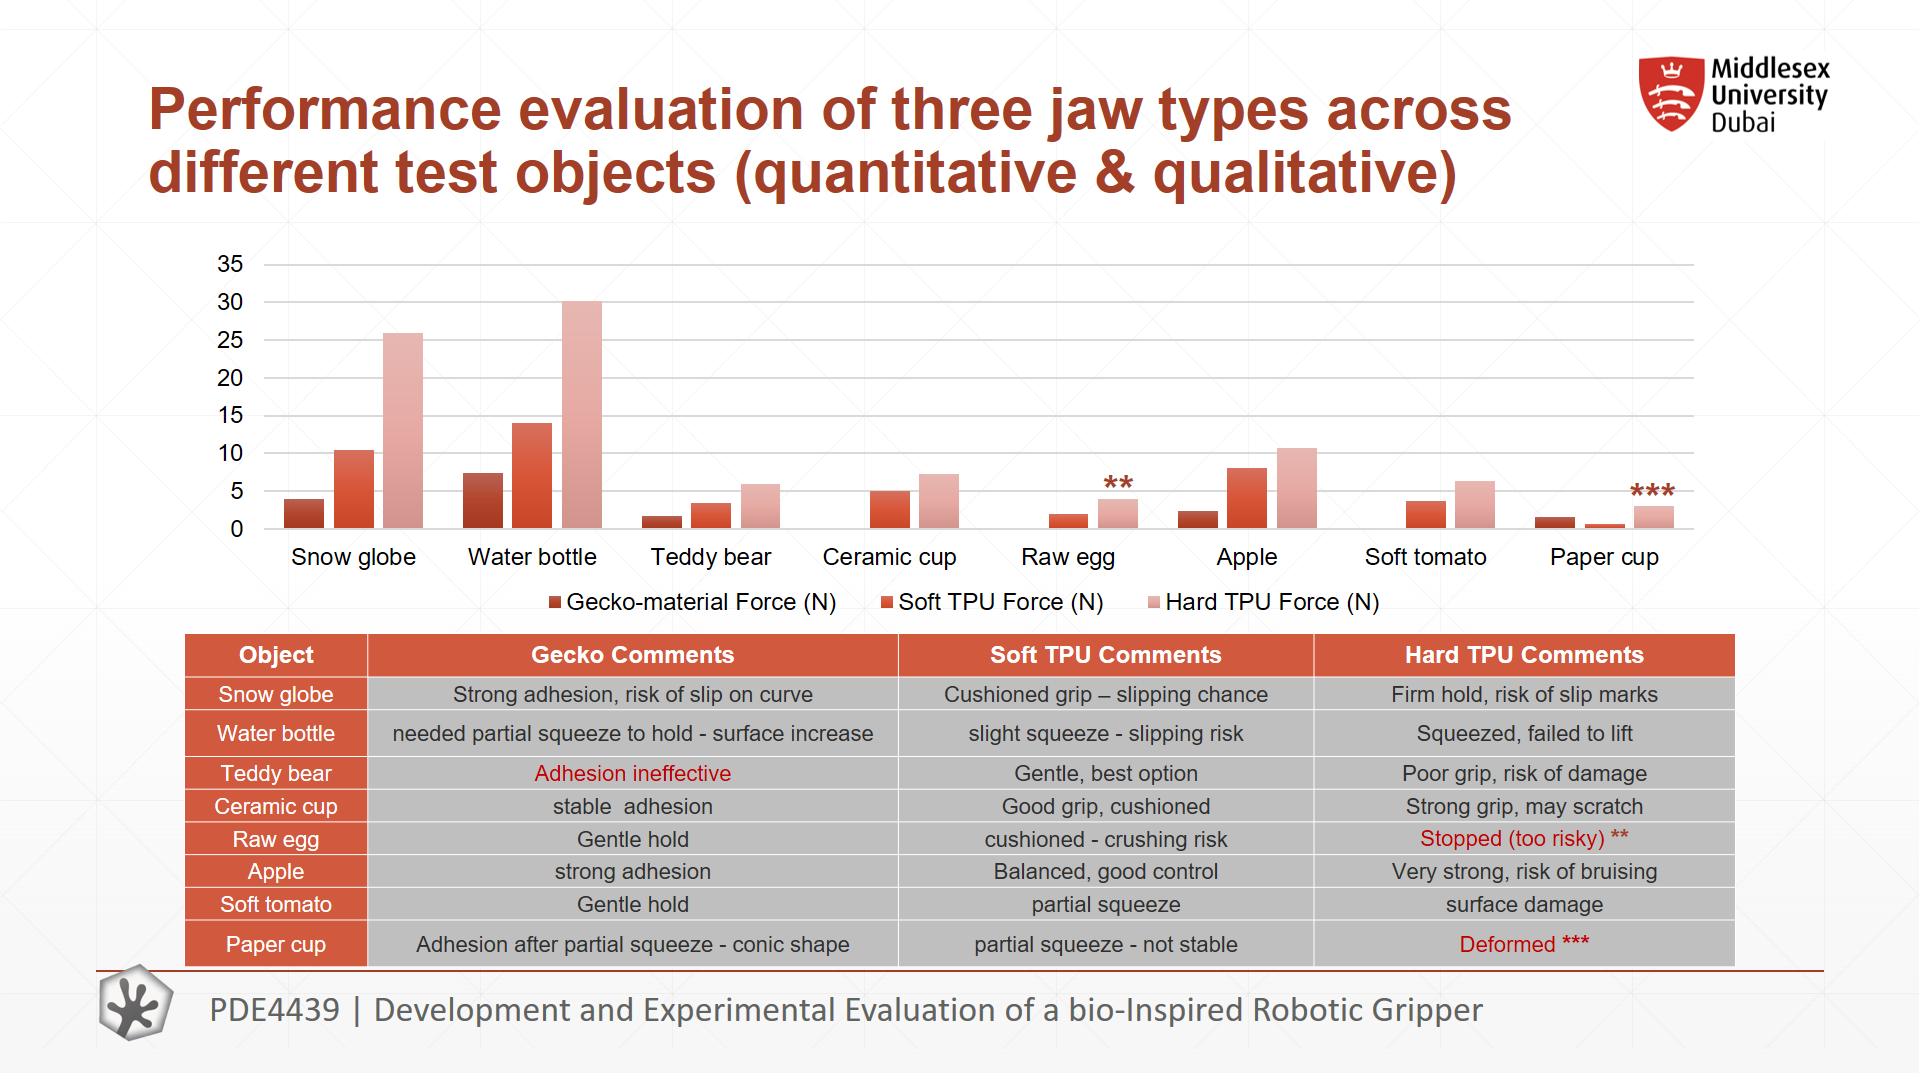 Middlesex
University
Dubai
Performance evaluation of three jaw types across
different test objects (quantitative & qualitative)
35
30
25
20
15
10
5
0
**
***
Snow globe Water bottle Teddy bear Ceramic cup Raw egg Apple Soft tomato Paper cup
Gecko-material Force (N) Soft TPU Force (N) Hard TPU Force (N)
Object Gecko Comments Soft TPU Comments Hard TPU Comments
Snow globe Strong adhesion, risk of slip on curve Cushioned grip – slipping chance Firm hold, risk of slip marks
Water bottle needed partial squeeze to hold - surface increase slight squeeze - slipping risk Squeezed, failed to lift
Teddy bear Adhesion ineffective Gentle, best option Poor grip, risk of damage
Ceramic cup stable adhesion Good grip, cushioned Strong grip, may scratch
Raw egg Gentle hold cushioned - crushing risk Stopped (too risky) **
Apple strong adhesion Balanced, good control Very strong, risk of bruising
Soft tomato Gentle hold partial squeeze surface damage
Paper cup Adhesion after partial squeeze - conic shape partial squeeze - not stable Deformed ***
PDE4439 | Development and Experimental Evaluation of a bio-Inspired Robotic Gripper